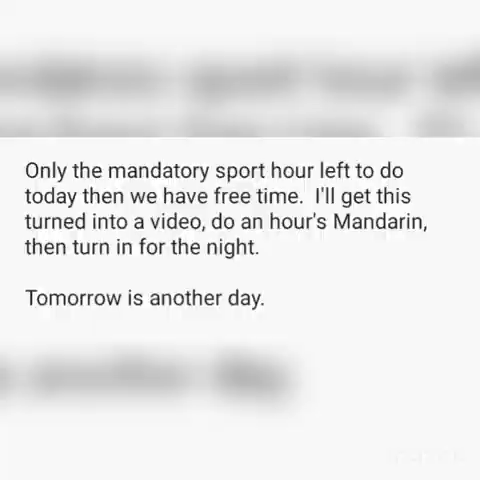 Only the mandatory sport hour left to do
today then we have free time.  I'll get this
turned into a video, do an hour's Mandarin,
then turn in for the night.
Tomorrow is another day.